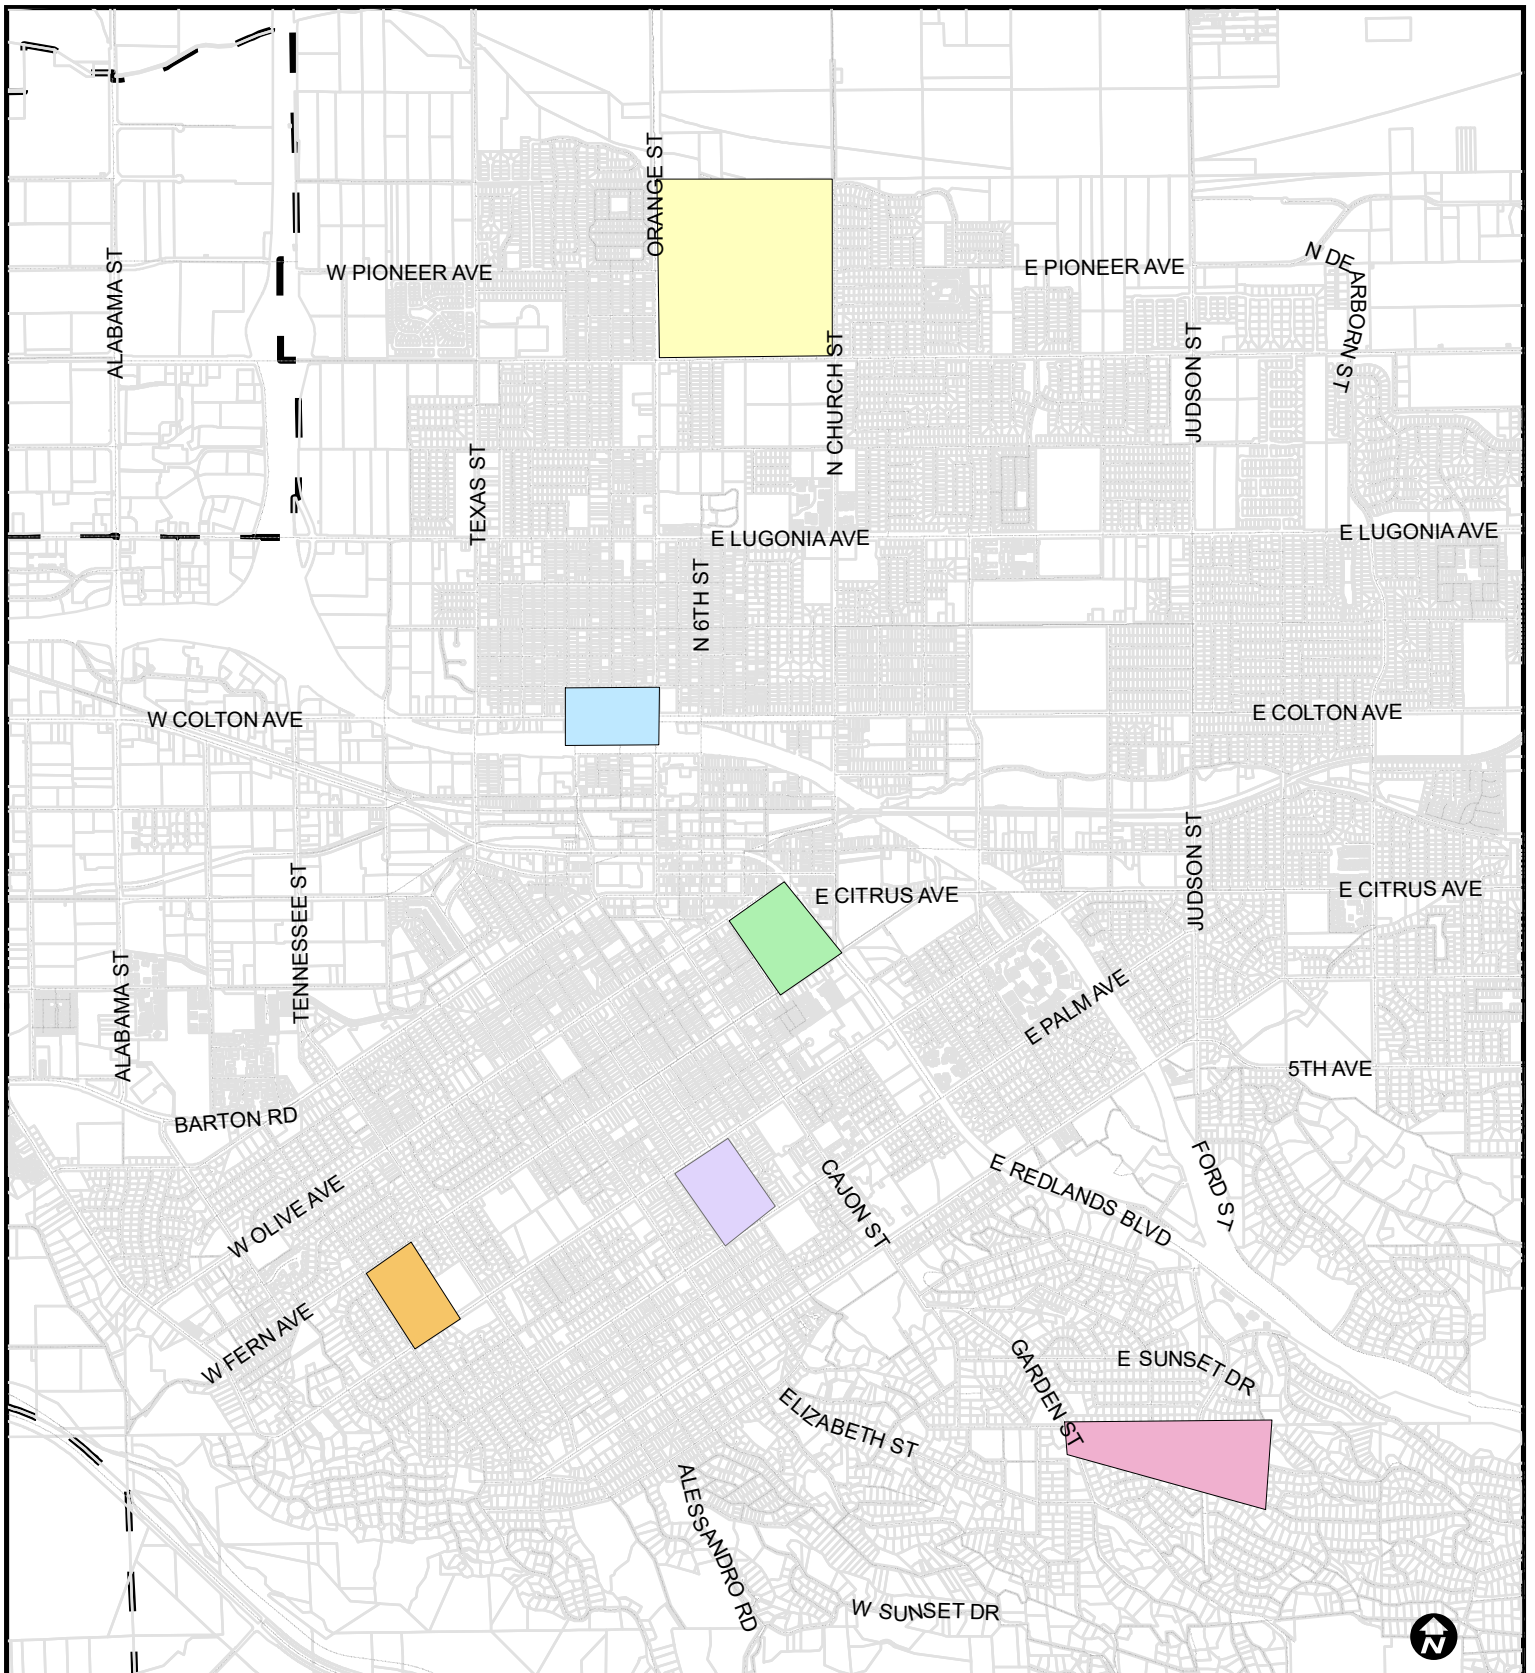 ORANGE ST
W PIONEER AVE
E PIONEER AVE
N DEARBORN ST
ALABAMA ST
N CHURCH ST
JUDSON ST
TEXAS ST
E LUGONIA AVE
E LUGONIA AVE
N 6TH ST
W COLTON AVE
E COLTON AVE
TENNESSEE ST
E CITRUS AVE
JUDSON ST
E CITRUS AVE
ALABAMA ST
E PALM AVE
5TH AVE
BARTON RD
W OLIVE AVE
CAJON ST
E REDLANDS BLVD
FORD ST
W FERN AVE
GARDEN ST
E SUNSET DR
ELIZABETH ST
ALESSANDRO RD
W SUNSET DR
N